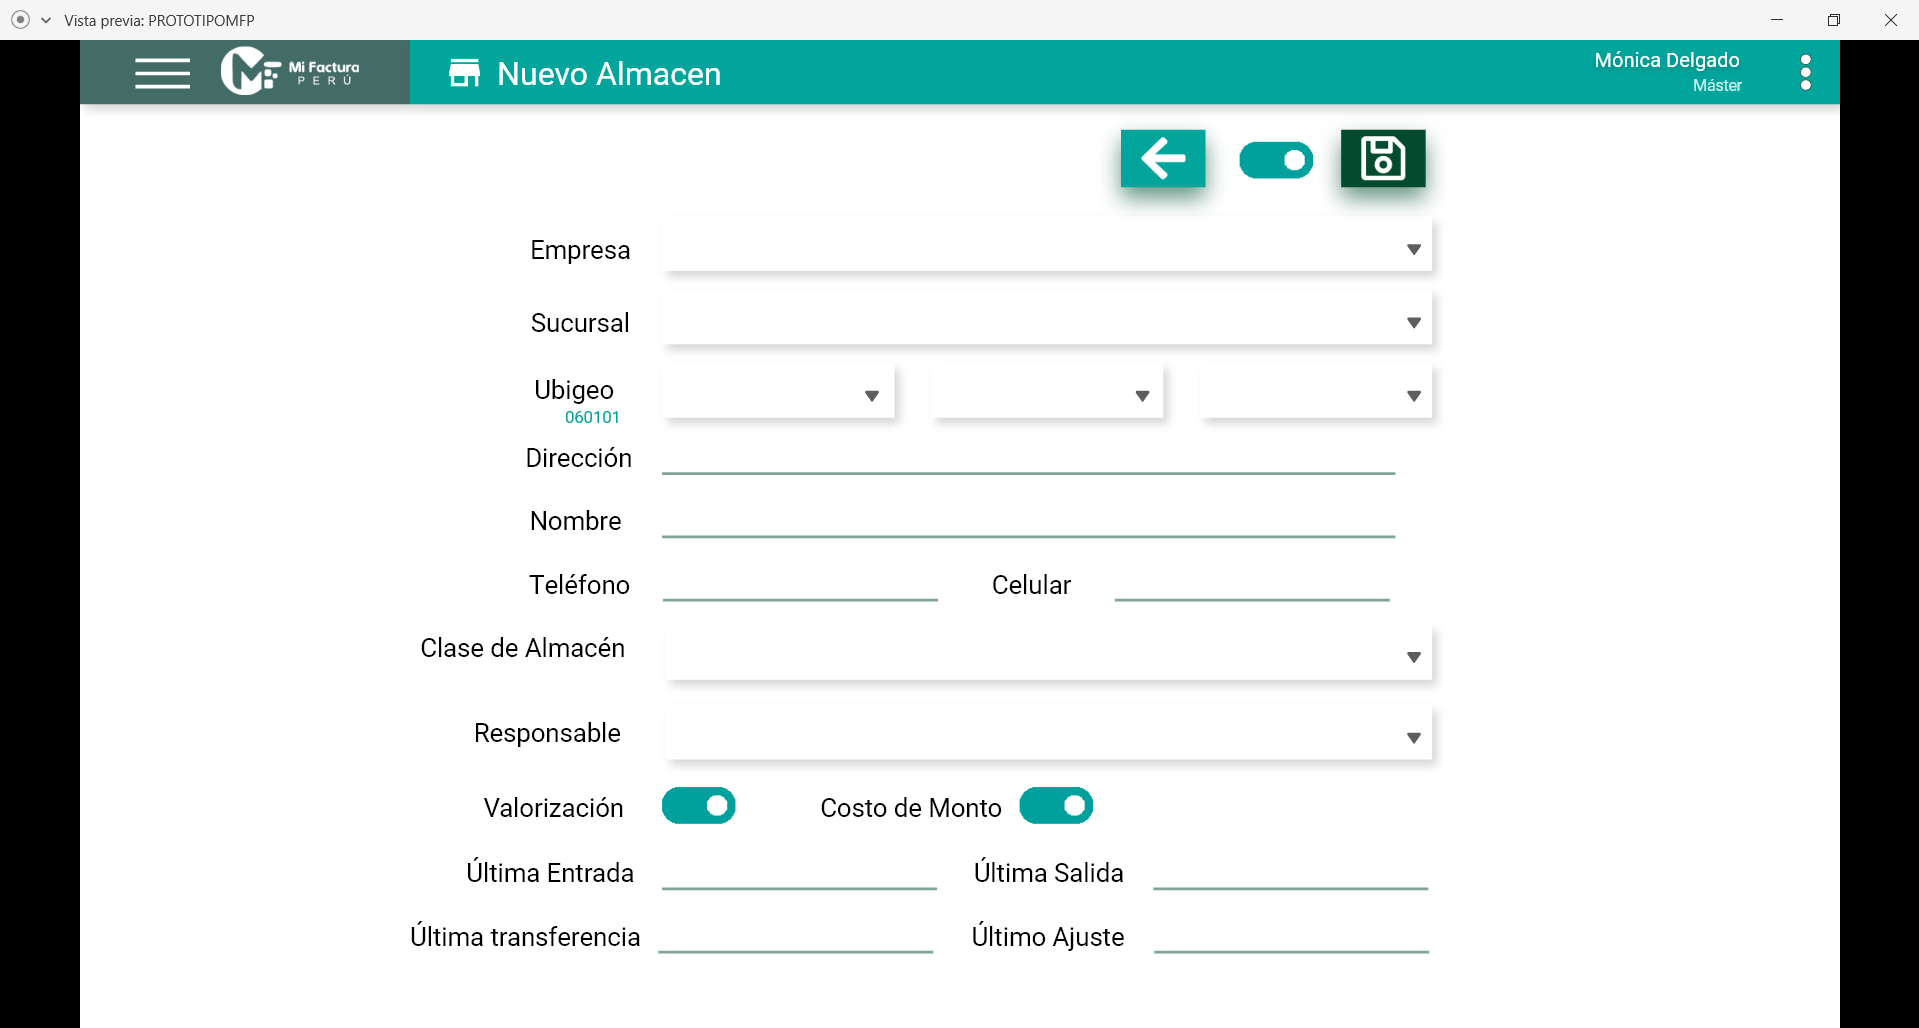 Vista previa: PROTOTIPOMFP
Mi Factura
PERÚ
Nuevo Almacen
Mónica Delgado
Máster
Empresa
Sucursal
Ubigeo
060101
Dirección
Nombre
Teléfono Celular
Clase de Almacén
Responsable
Valorización Costo de Monto
Última Entrada Última Salida
Última transferencia Último Ajuste